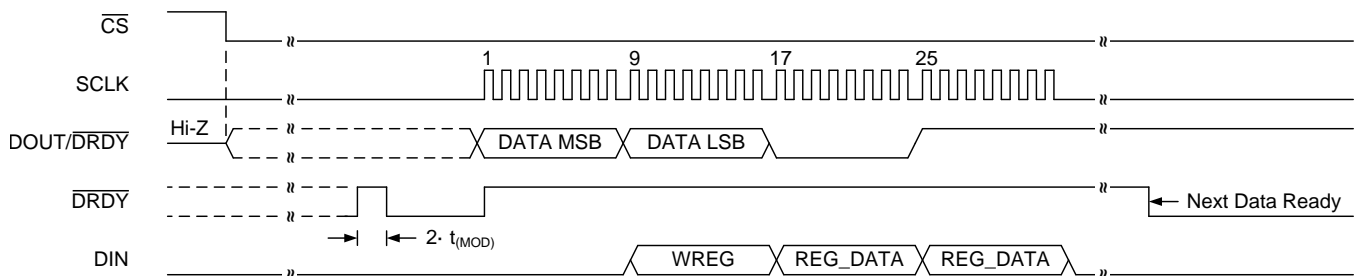 CS
1 9 17 25
SCLK
Hi-Z
DOUT/DRDY DATA MSB DATA LSB
DRDY Next Data Ready
2· t(MOD)
DIN WREG REG_DATA REG_DATA